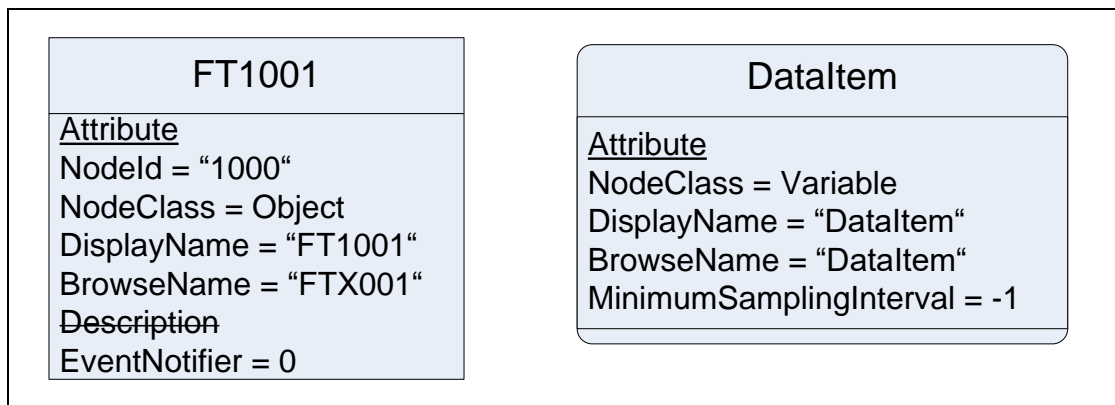 FT1001
Attribute
NodeId = “1000“
NodeClass = Object
DisplayName = “FT1001“
BrowseName = “FTX001“
Description
EventNotifier = 0
DataItem
Attribute
NodeClass = Variable
DisplayName = “DataItem“
BrowseName = “DataItem“
MinimumSamplingInterval = -1